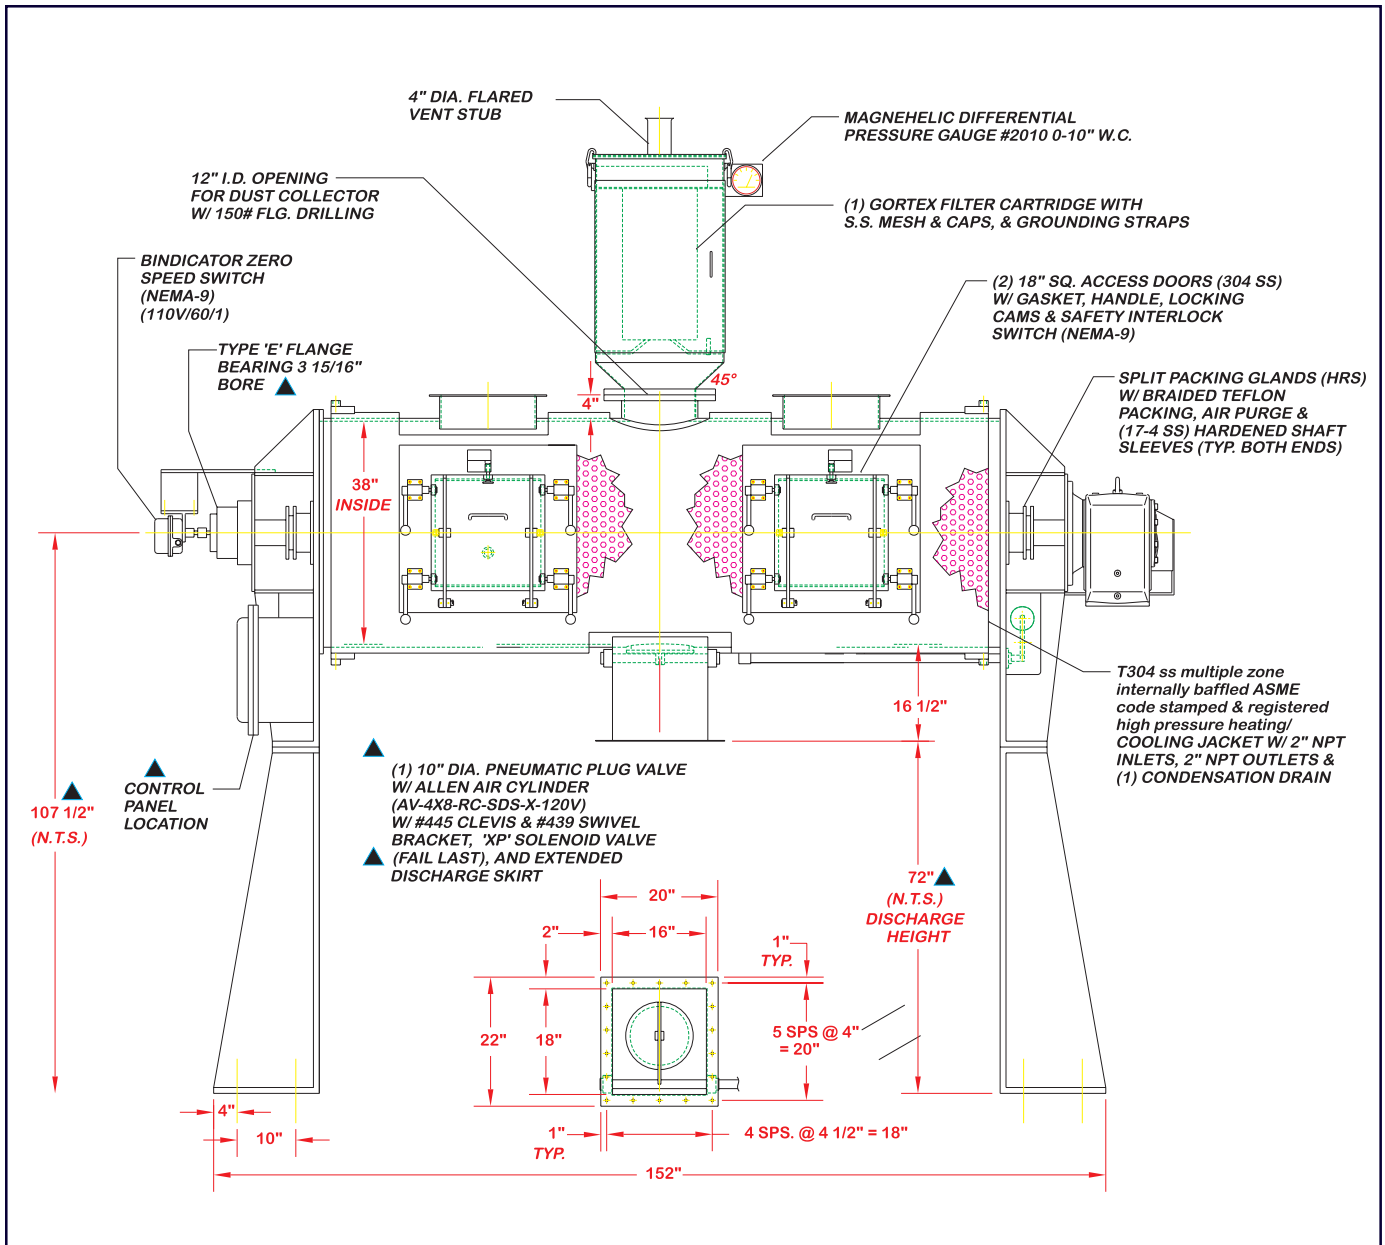 4" DIA. FLARED
VENT STUB
MAGNEHELIC DIFFERENTIAL
PRESSURE GAUGE #2010 0-10" W.C.
12" I.D. OPENING
FOR DUST COLLECTOR
W/ 150# FLG. DRILLING
(1) GORTEX FILTER CARTRIDGE WITH
S.S. MESH & CAPS, & GROUNDING STRAPS
BINDICATOR ZERO
SPEED SWITCH
(NEMA-9)
(110V/60/1)
(2) 18" SQ. ACCESS DOORS (304 SS)
W/ GASKET, HANDLE, LOCKING
CAMS & SAFETY INTERLOCK
SWITCH (NEMA-9)
TYPE 'E' FLANGE
BEARING 3 15/16"
BORE
45°
4"
SPLIT PACKING GLANDS (HRS)
W/ BRAIDED TEFLON
PACKING, AIR PURGE &
(17-4 SS) HARDENED SHAFT
SLEEVES (TYP. BOTH ENDS)
38"
INSIDE
T304 ss multiple zone
internally baffled ASME
code stamped & registered
high pressure heating/
COOLING JACKET W/ 2" NPT
INLETS, 2" NPT OUTLETS &
(1) CONDENSATION DRAIN
16 1/2"
CONTROL
PANEL
LOCATION
107 1/2"
(N.T.S.)
(1) 10" DIA. PNEUMATIC PLUG VALVE
W/ ALLEN AIR CYLINDER
(AV-4X8-RC-SDS-X-120V)
W/ #445 CLEVIS & #439 SWIVEL
BRACKET, 'XP' SOLENOID VALVE
(FAIL LAST), AND EXTENDED
DISCHARGE SKIRT
72"
(N.T.S.)
DISCHARGE
HEIGHT
20"
2"
16"
1"
TYP.
22"
18"
5 SPS @ 4"
= 20"
4"
10"
1"
TYP.
4 SPS. @ 4 1/2" = 18"
152"